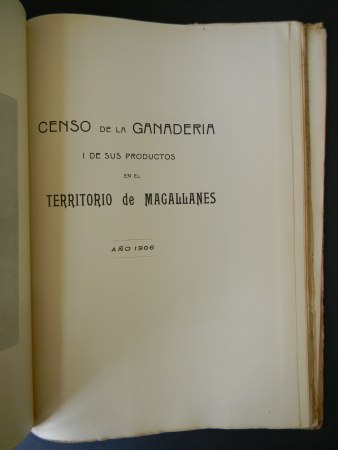 CENSO DE LA GANADERIA
I DE SUS PRODUCTOS
EN EL
TERRITORIO de MAGALLANES
AÑO 1906